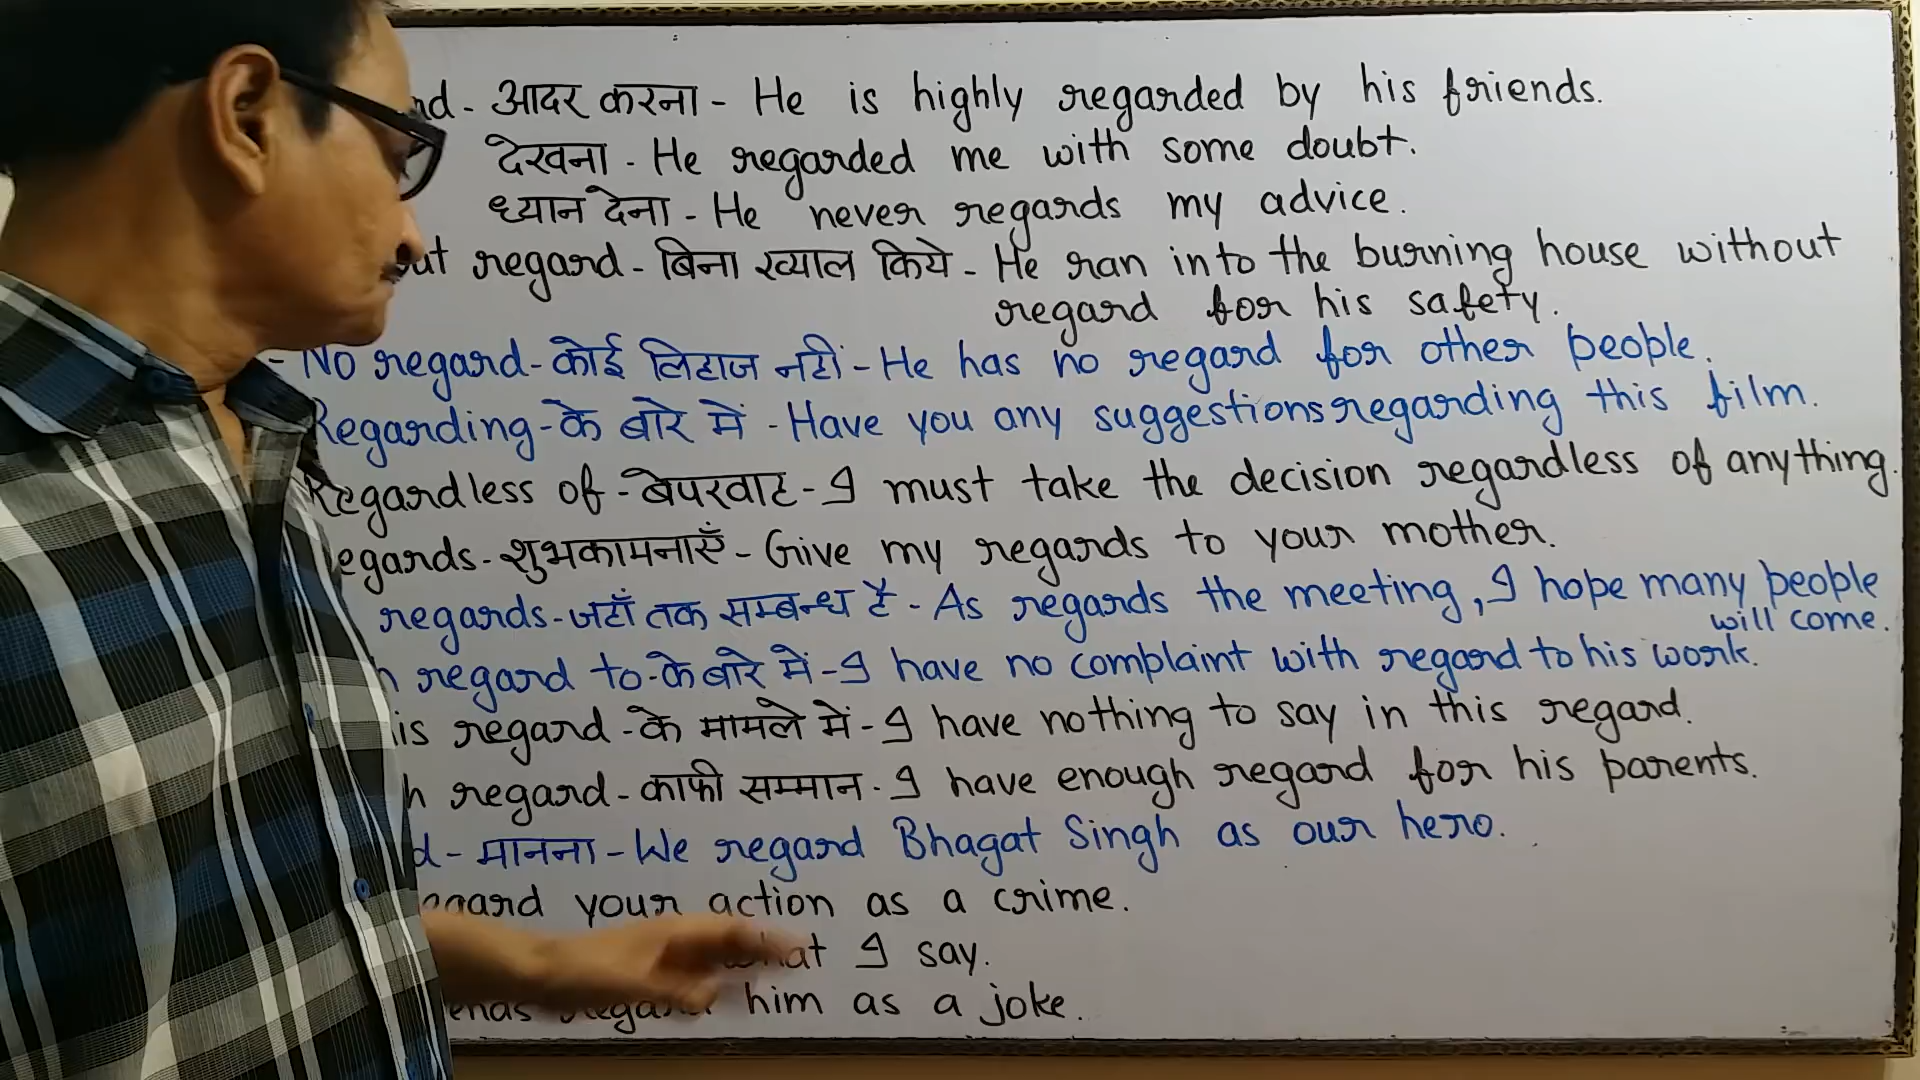 - आदर करना - He is highly regarded by his friends.
देखना - He regarded me with some doubt.
ध्यान देना - He never regards my advice.
regard - बिना ख्याल किये - He ran into the burning house without
regard for his safety.
- No regard - कोई लिहाज नहीं - He has no regard for other people.
Regarding - के बारे में - Have you any suggestions regarding this film.
Regardless of - बेपरवाह - I must take the decision regardless of anything.
egards - शुभकामनाएँ - Give my regards to your mother.
regards - जहाँ तक सम्बन्ध है - As regards the meeting, I hope many people
will come.
regard to - के बारे में - I have no complaint with regard to his work.
is regard - के मामले में - I have nothing to say in this regard.
h regard - काफी सम्मान - I have enough regard for his parents.
d - मानना - We regard Bhagat Singh as our hero.
your action as a crime.
what I say.
regard him as a joke.